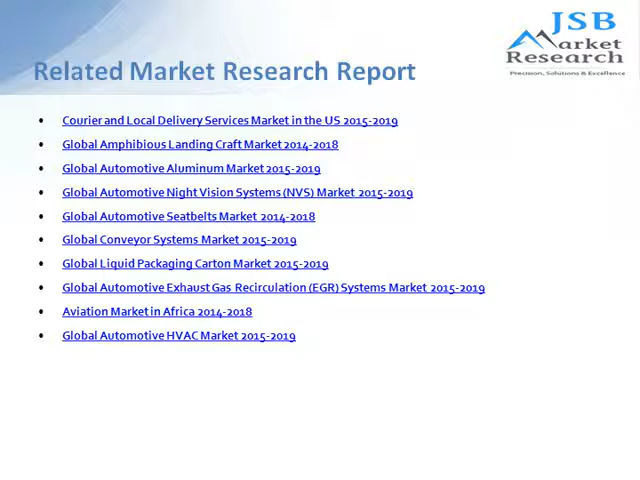 JSB
Market
Research
Precision, Solutions & Excellence
Related Market Research Report
• Courier and Local Delivery Services Market in the US 2015-2019
• Global Amphibious Landing Craft Market 2014-2018
• Global Automotive Aluminum Market 2015-2019
• Global Automotive Night Vision Systems (NVS) Market 2015-2019
• Global Automotive Seatbelts Market 2014-2018
• Global Conveyor Systems Market 2015-2019
• Global Liquid Packaging Carton Market 2015-2019
• Global Automotive Exhaust Gas Recirculation (EGR) Systems Market 2015-2019
• Aviation Market in Africa 2014-2018
• Global Automotive HVAC Market 2015-2019